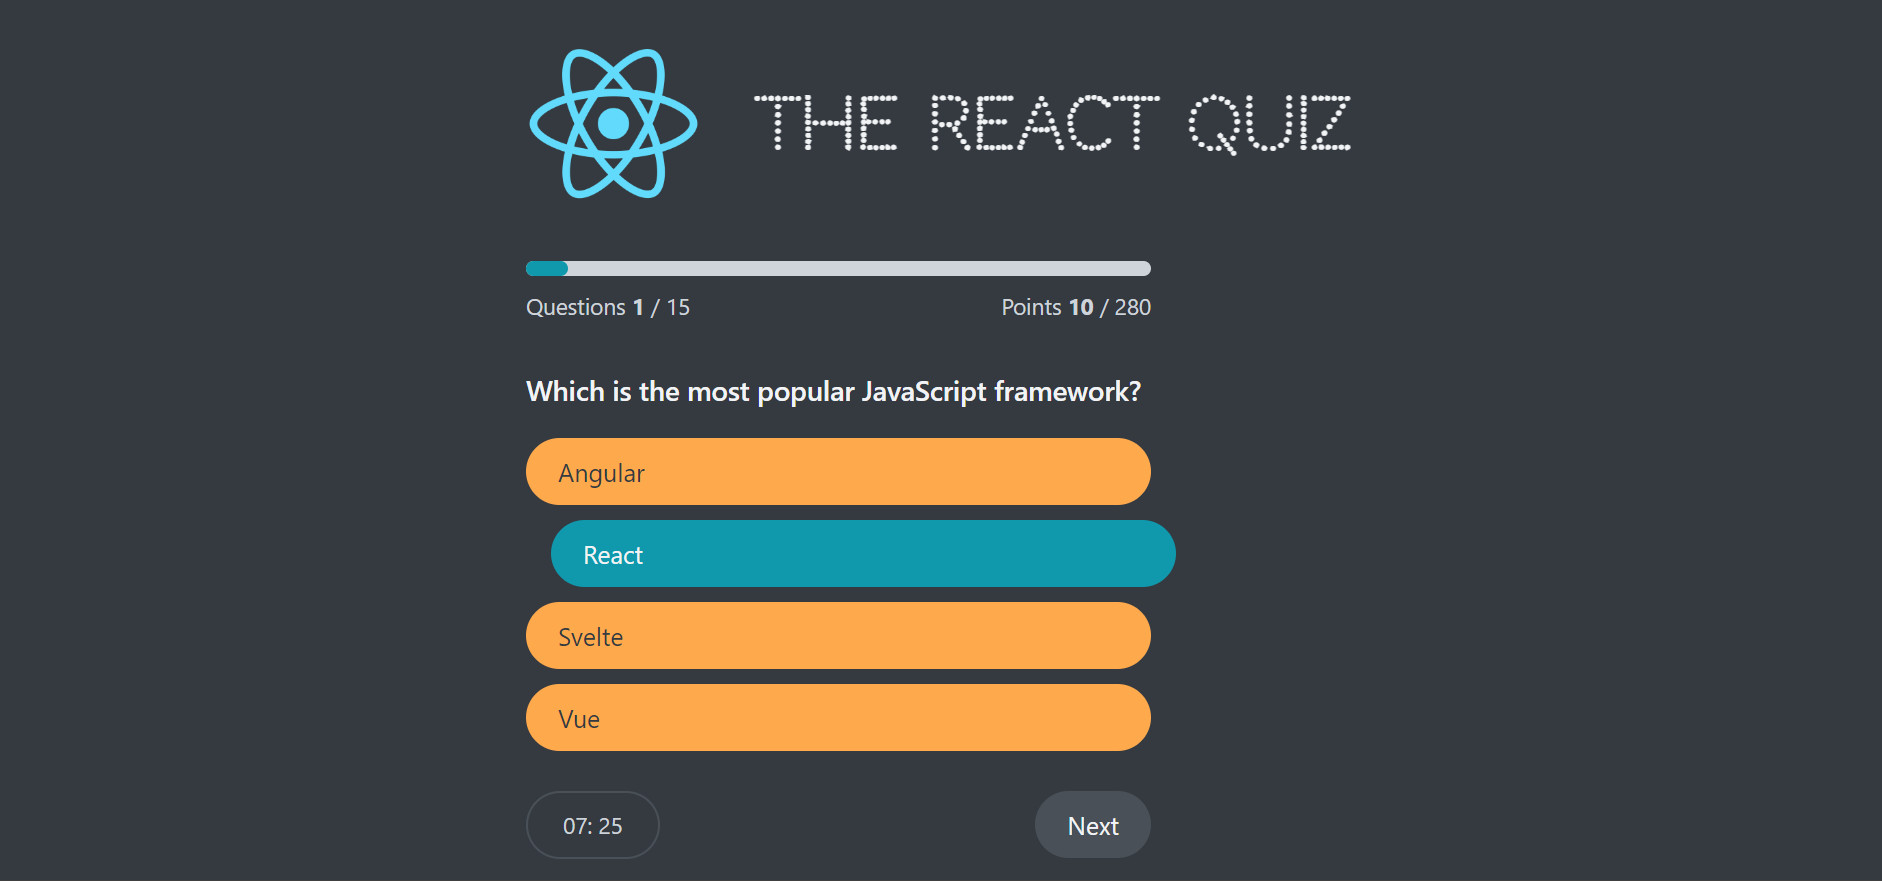 THE REACT QUIZ
Questions 1 / 15
Points 10 / 280
Which is the most popular JavaScript framework?
Angular
React
Svelte
Vue
07: 25
Next